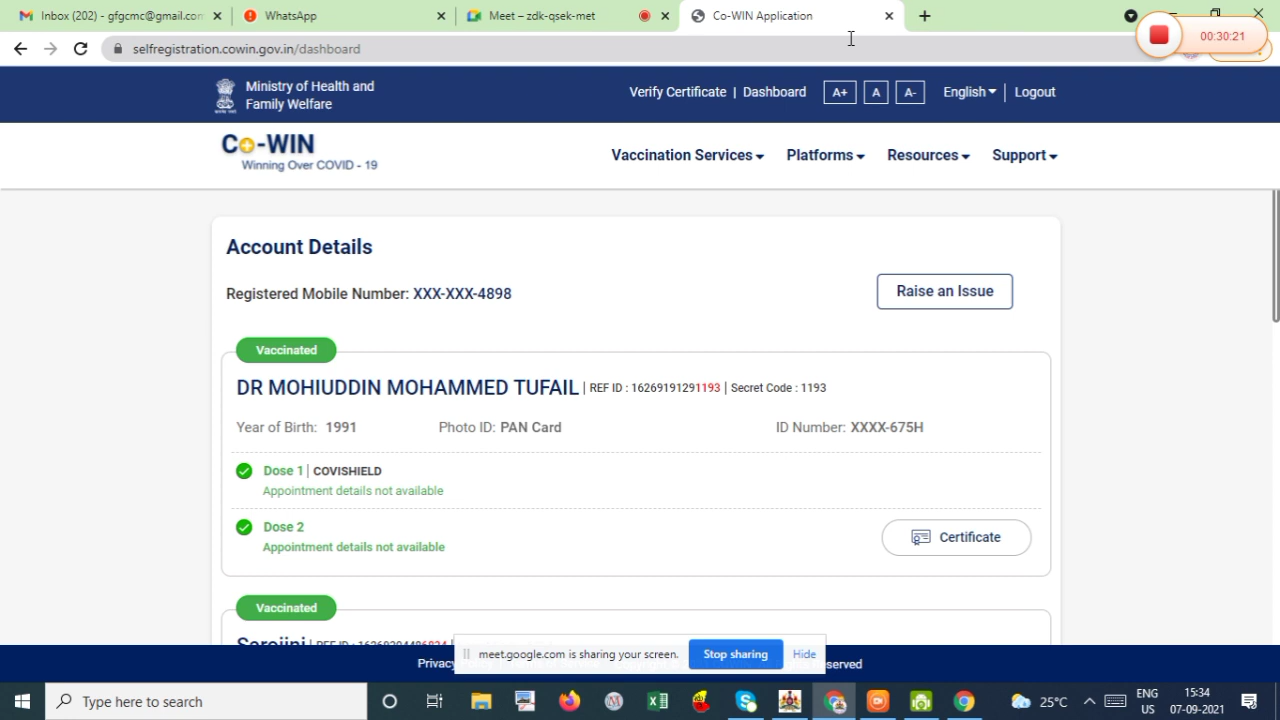 Inbox (202) - gfgcmc@gmail.com
WhatsApp
Meet – zdk-qsek-met
Co-WIN Application
selfregistration.cowin.gov.in/dashboard
00:30:21
Ministry of Health and
Family Welfare
Verify Certificate | Dashboard A+ A A- English | Logout
Co-WIN
Winning Over COVID - 19
Vaccination Services Platforms Resources Support
Account Details
Registered Mobile Number: XXX-XXX-4898
Raise an Issue
Vaccinated
DR MOHIUDDIN MOHAMMED TUFAIL | REF ID : 16269191291193 | Secret Code : 1193
Year of Birth: 1991 Photo ID: PAN Card ID Number: XXXX-675H
Dose 1 | COVISHIELD
Appointment details not available
Dose 2
Appointment details not available
Certificate
Vaccinated
Sarojini | REF ID :
meet.google.com is sharing your screen. Stop sharing Hide
Type here to search
25°C
ENG
US
15:34
07-09-2021